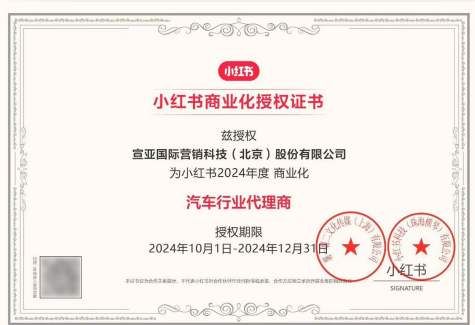 小红书
小红书商业化授权证书
兹授权
宣亚国际营销科技（北京）股份有限公司
为小红书2024年度 商业化
汽车行业代理商
授权期限
2024年10月1日-2024年12月31日
小红书
SIGNATURE